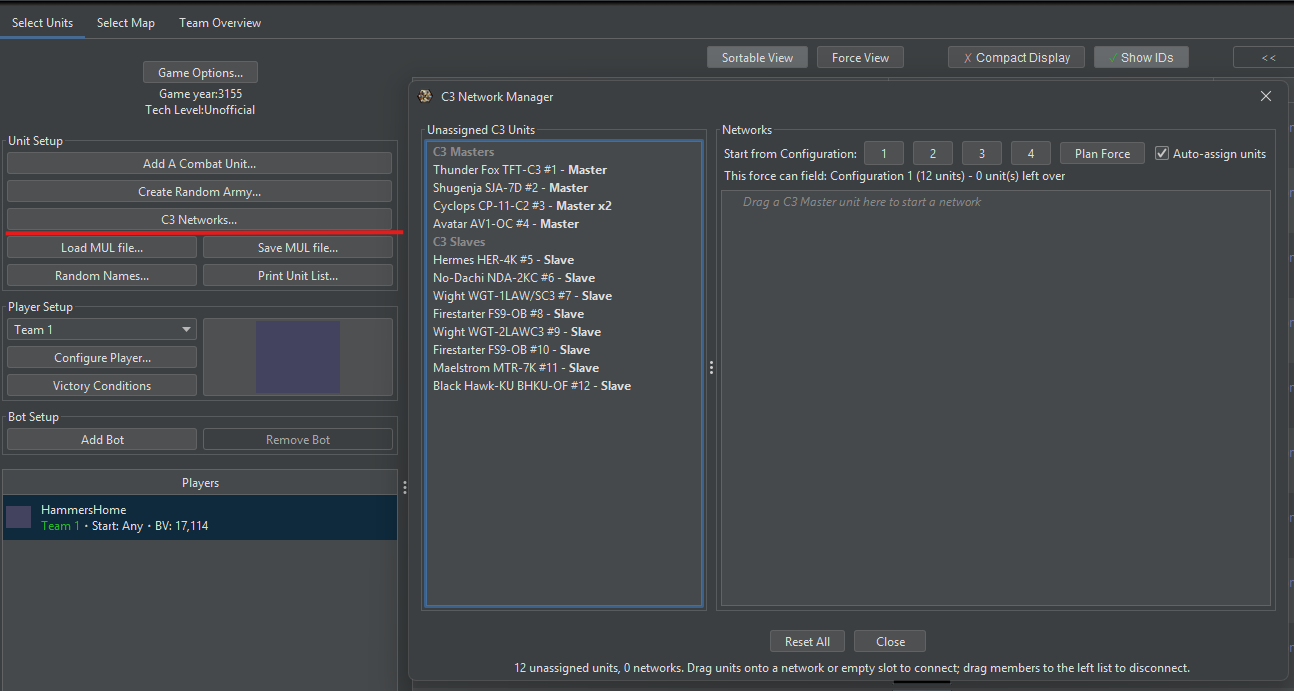 Select Units
Select Map
Team Overview
Sortable View
Force View
✗ Compact Display
✓ Show IDs
<<
Game Options...
Game year:3155
Tech Level:Unofficial
Unit Setup
Add A Combat Unit...
Create Random Army...
C3 Networks...
Load MUL file...
Save MUL file...
Random Names...
Print Unit List...
Player Setup
Team 1
Configure Player...
Victory Conditions
Bot Setup
Add Bot
Remove Bot
Players
HammersHome
Team 1 • Start: Any • BV: 17,114
C3 Network Manager
Unassigned C3 Units
C3 Masters
Thunder Fox TFT-C3 #1 - Master
Shugenja SJA-7D #2 - Master
Cyclops CP-11-C2 #3 - Master x2
Avatar AV1-OC #4 - Master
C3 Slaves
Hermes HER-4K #5 - Slave
No-Dachi NDA-2KC #6 - Slave
Wight WGT-1LAW/SC3 #7 - Slave
Firestarter FS9-OB #8 - Slave
Wight WGT-2LAWC3 #9 - Slave
Firestarter FS9-OB #10 - Slave
Maelstrom MTR-7K #11 - Slave
Black Hawk-KU BHKU-OF #12 - Slave
Networks
Start from Configuration: 1 2 3 4 Plan Force Auto-assign units
This force can field: Configuration 1 (12 units) - 0 unit(s) left over
Drag a C3 Master unit here to start a network
Reset All
Close
12 unassigned units, 0 networks. Drag units onto a network or empty slot to connect; drag members to the left list to disconnect.